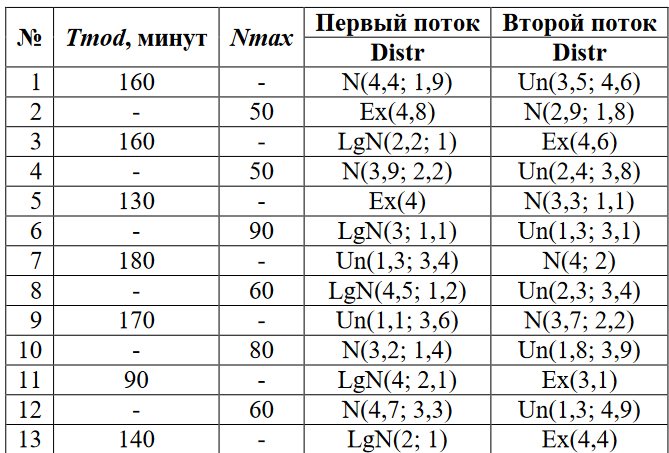 № Tmod, минут Nmax Первый поток Второй поток
Distr Distr
1 160 - N(4,4; 1,9) Un(3,5; 4,6)
2 - 50 Ex(4,8) N(2,9; 1,8)
3 160 - LgN(2,2; 1) Ex(4,6)
4 - 50 N(3,9; 2,2) Un(2,4; 3,8)
5 130 - Ex(4) N(3,3; 1,1)
6 - 90 LgN(3; 1,1) Un(1,3; 3,1)
7 180 - Un(1,3; 3,4) N(4; 2)
8 - 60 LgN(4,5; 1,2) Un(2,3; 3,4)
9 170 - Un(1,1; 3,6) N(3,7; 2,2)
10 - 80 N(3,2; 1,4) Un(1,8; 3,9)
11 90 - LgN(4; 2,1) Ex(3,1)
12 - 60 N(4,7; 3,3) Un(1,3; 4,9)
13 140 - LgN(2; 1) Ex(4,4)